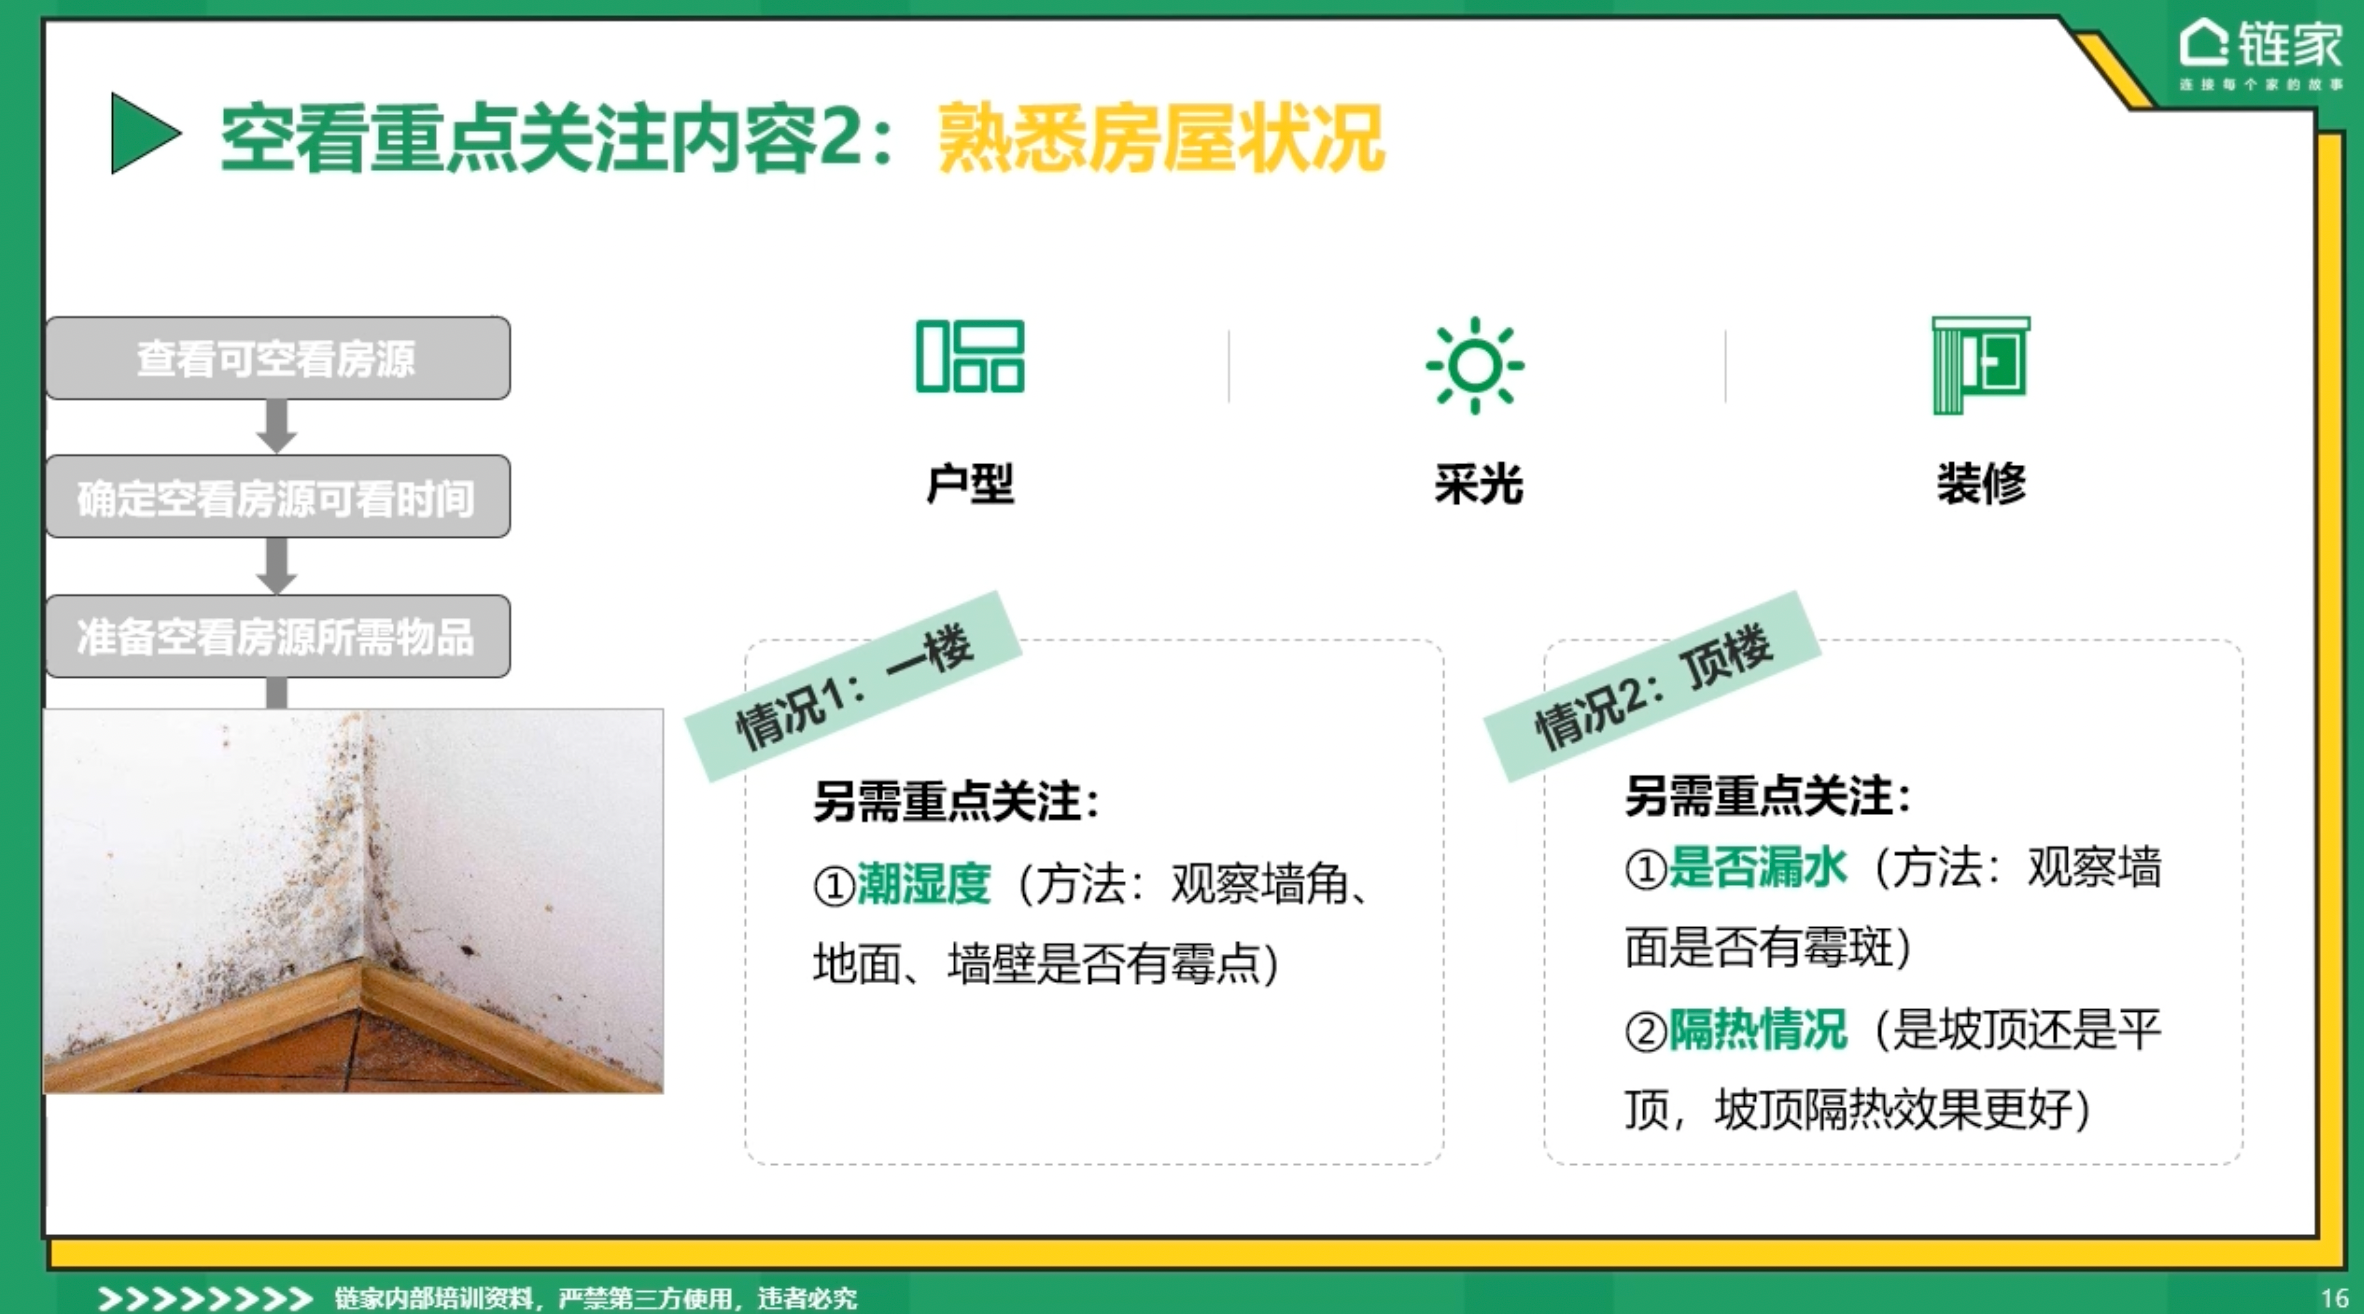 链家
连接每个家的故事
空看重点关注内容2：熟悉房屋状况
查看可空看房源
确定空看房源可看时间
准备空看房源所需物品
户型
采光
装修
情况1：一楼
另需重点关注：
①潮湿度（方法：观察墙角、
地面、墙壁是否有霉点）
情况2：顶楼
另需重点关注：
①是否漏水（方法：观察墙
面是否有霉斑）
②隔热情况（是坡顶还是平
顶，坡顶隔热效果更好）
链家内部培训资料，严禁第三方使用，违者必究
16